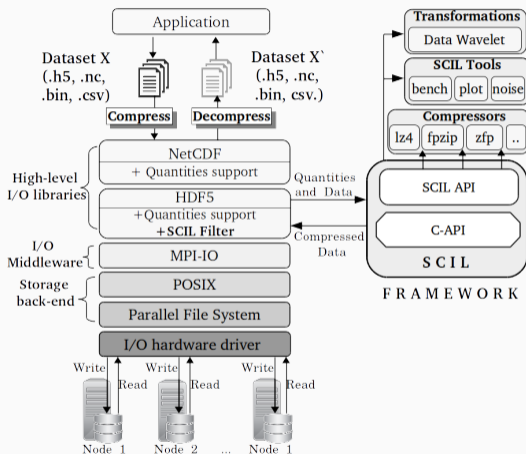 Application
Dataset X
(.h5, .nc,
.bin, .csv)
Dataset X`
(.h5, .nc,
.bin, csv.)
Compress
Decompress
High-level
I/O libraries
NetCDF
+ Quantities support
HDF5
+Quantities support
+SCIL Filter
I/O
Middleware
MPI-IO
Storage
back-end
POSIX
Parallel File System
I/O hardware driver
Write
Read
Write
Read
Write
Read
Node 1
Node 2
...
Node 1
Quantities
and Data
Compressed
Data
Transformations
Data Wavelet
SCIL Tools
bench
plot
noise
Compressors
lz4
fpzip
zfp
..
SCIL API
C-API
SCIL
FRAMEWORK